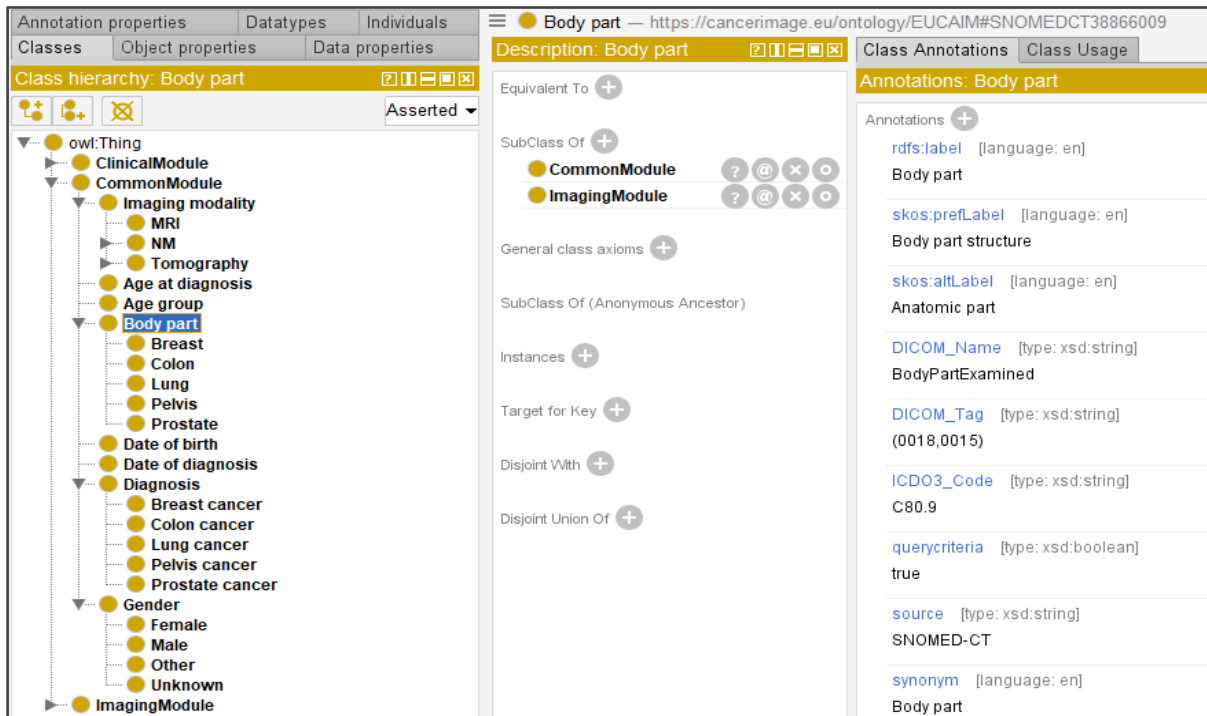 Annotation properties
Datatypes
Individuals
Classes
Object properties
Data properties
Class hierarchy: Body part
Asserted
owl:Thing
ClinicalModule
CommonModule
Imaging modality
MRI
NM
Tomography
Age at diagnosis
Age group
Body part
Breast
Colon
Lung
Pelvis
Prostate
Date of birth
Date of diagnosis
Diagnosis
Breast cancer
Colon cancer
Lung cancer
Pelvis cancer
Prostate cancer
Gender
Female
Male
Other
Unknown
ImagingModule
Body part — https://cancerimage.eu/ontology/EUCAIM#SNOMEDCT38866009
Description: Body part
Equivalent To
SubClass Of
CommonModule
ImagingModule
General class axioms
SubClass Of (Anonymous Ancestor)
Instances
Target for Key
Disjoint With
Disjoint Union Of
Class Annotations
Class Usage
Annotations: Body part
Annotations
rdfs:label [language: en]
Body part
skos:prefLabel [language: en]
Body part structure
skos:altLabel [language: en]
Anatomic part
DICOM_Name [type: xsd:string]
BodyPartExamined
DICOM_Tag [type: xsd:string]
(0018,0015)
ICDO3_Code [type: xsd:string]
C80.9
querycriteria [type: xsd:boolean]
true
source [type: xsd:string]
SNOMED-CT
synonym [language: en]
Body part